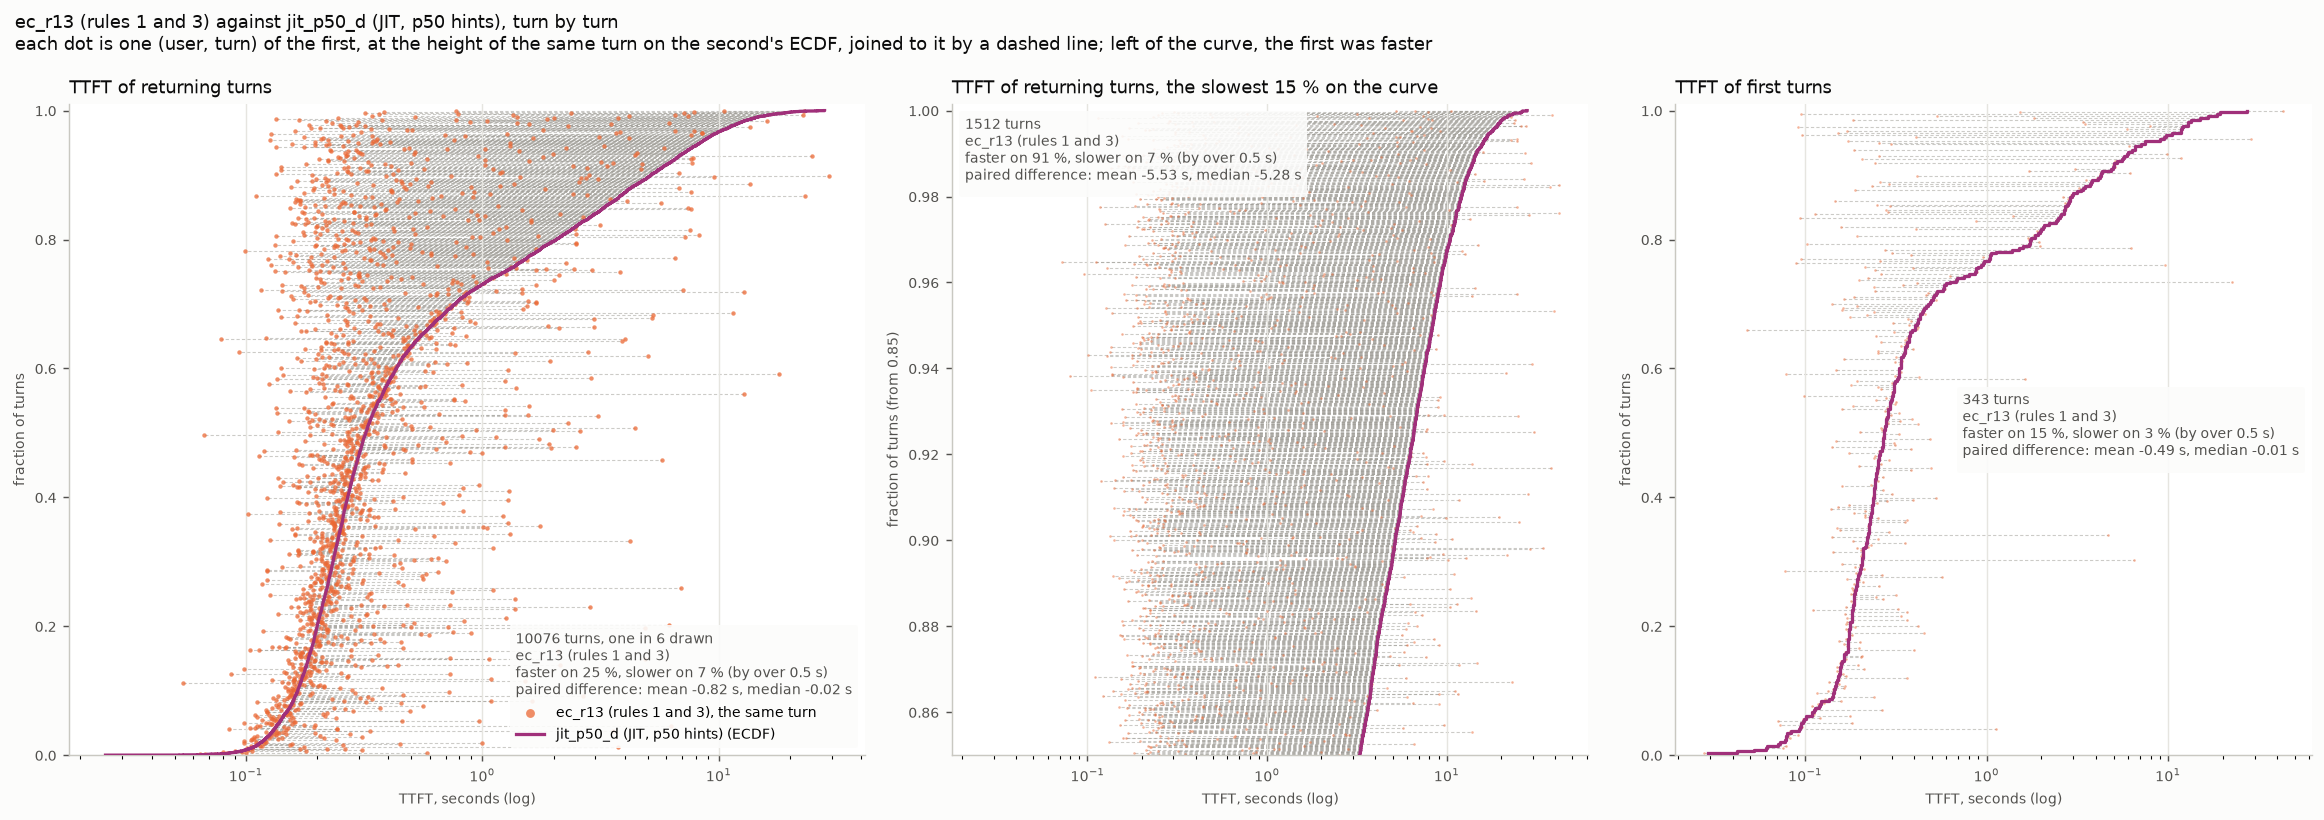 ec_r13 (rules 1 and 3) against jit_p50_d (JIT, p50 hints), turn by turn
each dot is one (user, turn) of the first, at the height of the same turn on the second's ECDF, joined to it by a dashed line; left of the curve, the first was faster
TTFT of returning turns
1.0
0.8
0.6
0.4
0.2
0.0
fraction of turns
10076 turns, one in 6 drawn
ec_r13 (rules 1 and 3)
faster on 25 %, slower on 7 % (by over 0.5 s)
paired difference: mean -0.82 s, median -0.02 s
ec_r13 (rules 1 and 3), the same turn
jit_p50_d (JIT, p50 hints) (ECDF)
10⁻¹
10⁰
10¹
TTFT, seconds (log)
TTFT of returning turns, the slowest 15 % on the curve
1512 turns
ec_r13 (rules 1 and 3)
faster on 91 %, slower on 7 % (by over 0.5 s)
paired difference: mean -5.53 s, median -5.28 s
1.00
0.98
0.96
0.94
0.92
0.90
0.88
0.86
fraction of turns (from 0.85)
10⁻¹
10⁰
10¹
TTFT, seconds (log)
TTFT of first turns
1.0
0.8
0.6
0.4
0.2
0.0
fraction of turns
343 turns
ec_r13 (rules 1 and 3)
faster on 15 %, slower on 3 % (by over 0.5 s)
paired difference: mean -0.49 s, median -0.01 s
10⁻¹
10⁰
10¹
TTFT, seconds (log)